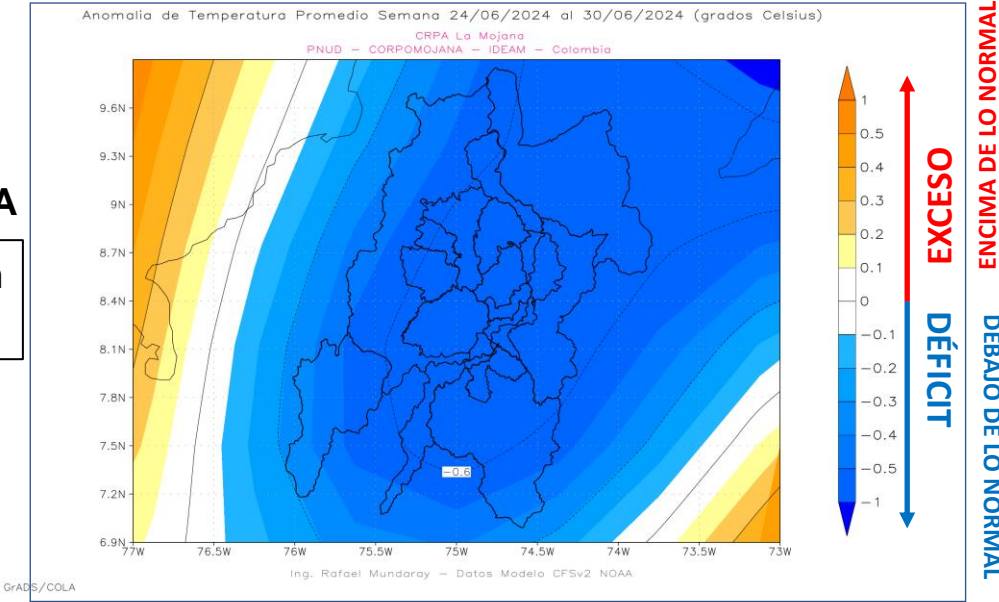 Anomalia de Temperatura Promedio Semana 24/06/2024 al 30/06/2024 (grados Celsius)
CRPA La Mojana
PNUD – CORPOMOJANA – IDEAM – Colombia
A
9.6N
9.3N
9N
8.7N
8.4N
8.1N
7.8N
7.5N
7.2N
6.9N
77W
76.5W
76W
75.5W
75W
74.5W
74W
73.5W
73W
−0.6
1
0.5
0.4
0.3
0.2
0.1
0
−0.1
−0.2
−0.3
−0.4
−0.5
−1
EXCESO
DÉFICIT
ENCIMA DE LO NORMAL
DEBAJO DE LO NORMAL
Ing. Rafael Mundaray – Datos Modelo CFSv2 NOAA
GrADS/COLA